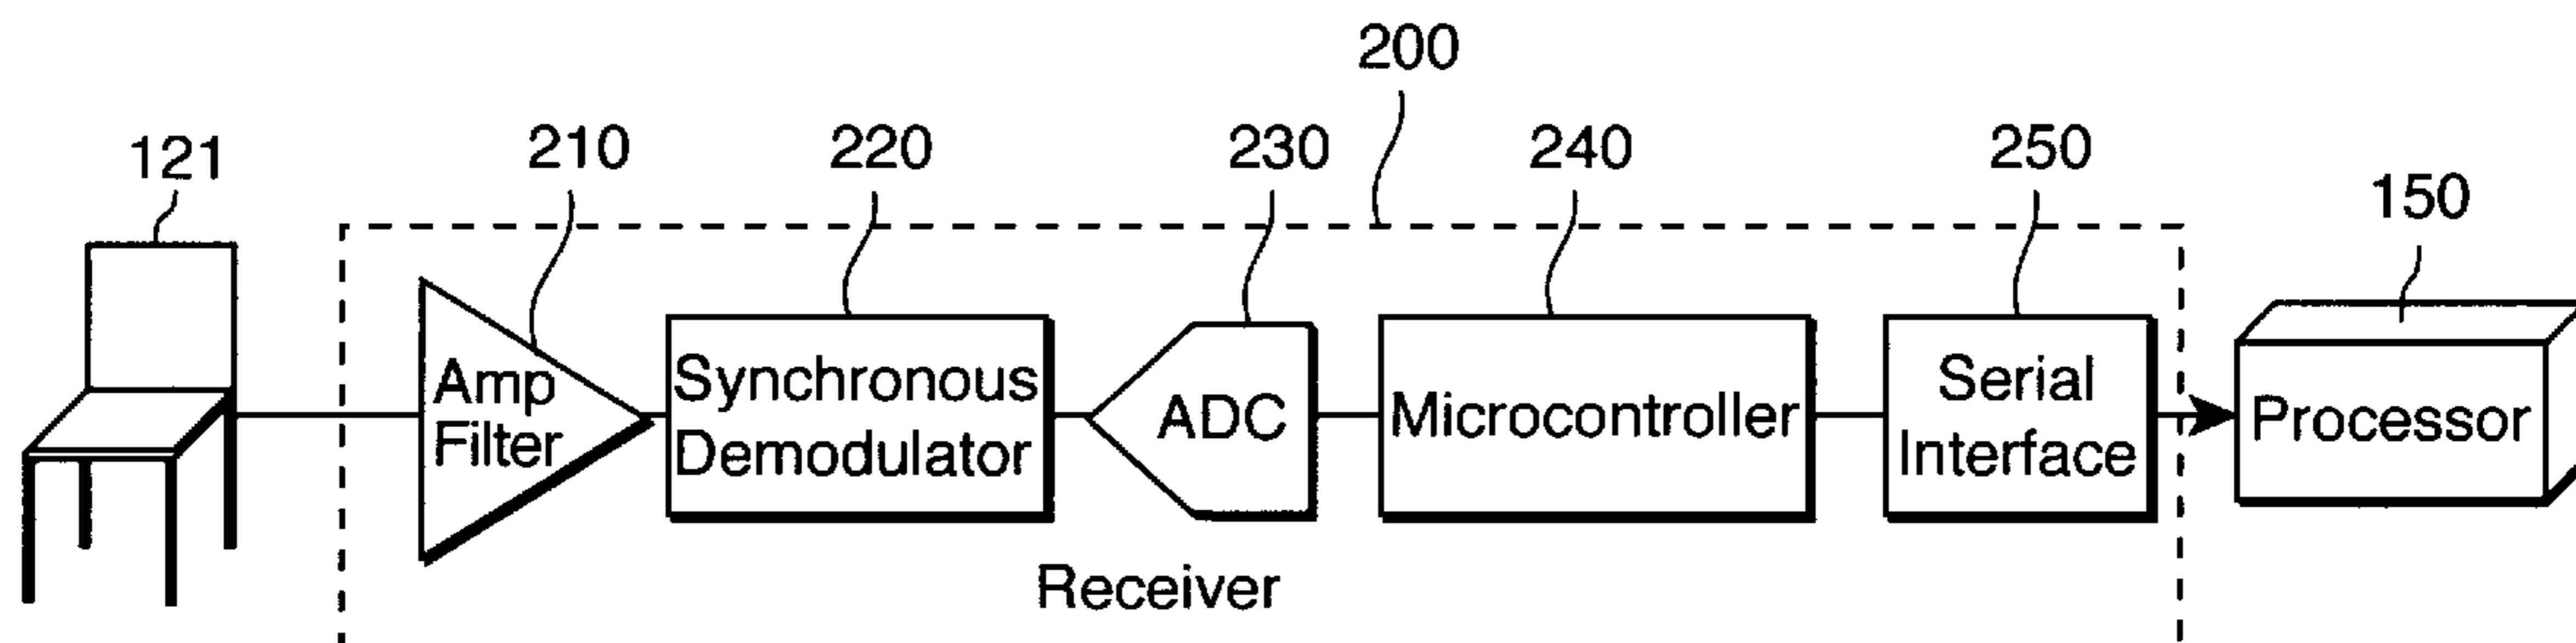 200
121
210
220
230
240
250
150
Amp
Filter
Synchronous
Demodulator
ADC
Microcontroller
Serial
Interface
Processor
Receiver